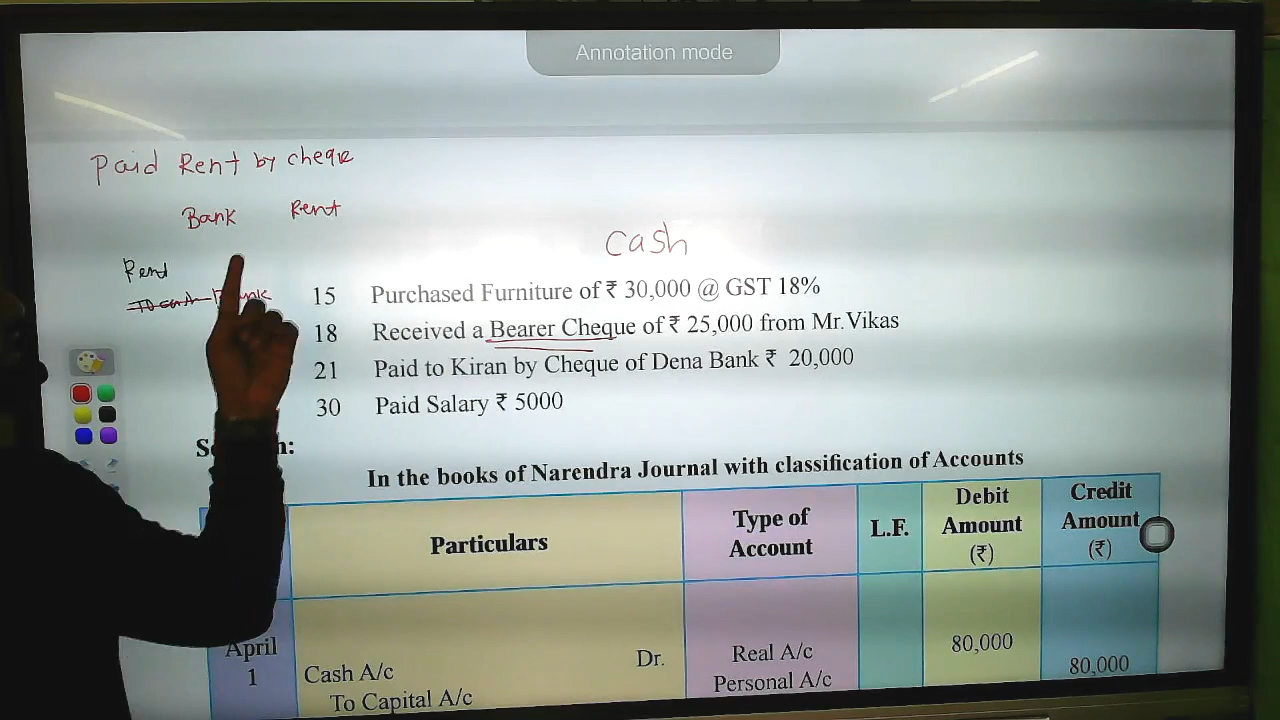 Annotation mode
Paid Rent by cheque
Bank Rent
Cash
Rend
15 Purchased Furniture of ₹ 30,000 @ GST 18%
18 Received a Bearer Cheque of ₹ 25,000 from Mr. Vikas
21 Paid to Kiran by Cheque of Dena Bank ₹ 20,000
30 Paid Salary ₹ 5000
In the books of Narendra Journal with classification of Accounts
Particulars Type of Account L.F. Debit Amount (₹) Credit Amount (₹)
April 1 Cash A/c Dr. Real A/c 80,000
To Capital A/c Personal A/c 80,000